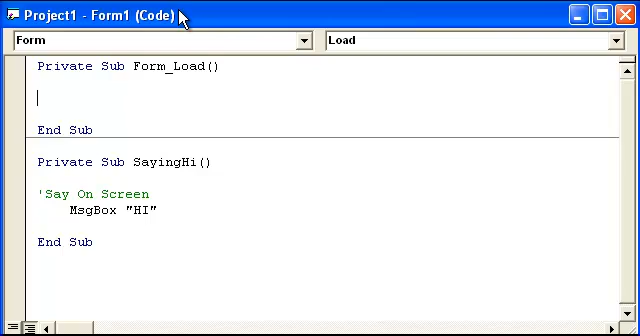 Project1 - Form1 (Code)
Form Load
Private Sub Form_Load()
End Sub
Private Sub SayingHi()
'Say On Screen
MsgBox "HI"
End Sub